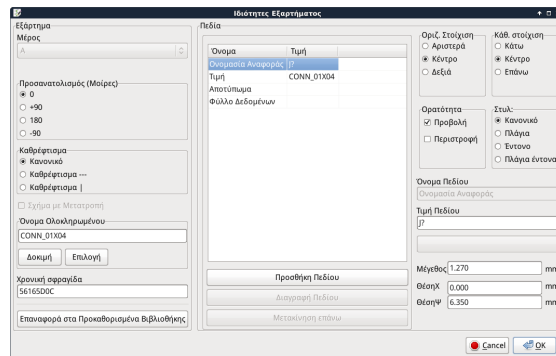 Ιδιότητες Εξαρτήματος
Εξάρτημα
Μέρος
A
Προσανατολισμός (Μοίρες)
0
+90
180
-90
Καθρέφτισμα
Κανονικό
Καθρέφτισμα ---
Καθρέφτισμα |
Σχήμα με Μετατροπή
Όνομα Ολοκληρωμένου
CONN_01X04
Δοκιμή Επιλογή
Χρονική σφραγίδα
56165D0C
Επαναφορά στα Προκαθορισμένα Βιβλιοθήκης
Πεδία
Όνομα Τιμή
Ονομασία Αναφοράς J?
Τιμή CONN_01X04
Αποτύπωμα
Φύλλο Δεδομένων
Προσθήκη Πεδίου
Διαγραφή Πεδίου
Μετακίνηση επάνω
Οριζ. Στοίχιση
Αριστερά
Κέντρο
Δεξιά
Κάθ. στοίχιση
Κάτω
Κέντρο
Επάνω
Ορατότητα
Προβολή
Περιστροφή
Στυλ:
Κανονικό
Πλάγια
Έντονο
Πλάγια έντονα
Όνομα Πεδίου
Ονομασία Αναφοράς
Τιμή Πεδίου
J?
Μέγεθος 1.270 mm
ΘέσηΧ 0.000 mm
ΘέσηΨ 6.350 mm
Cancel OK